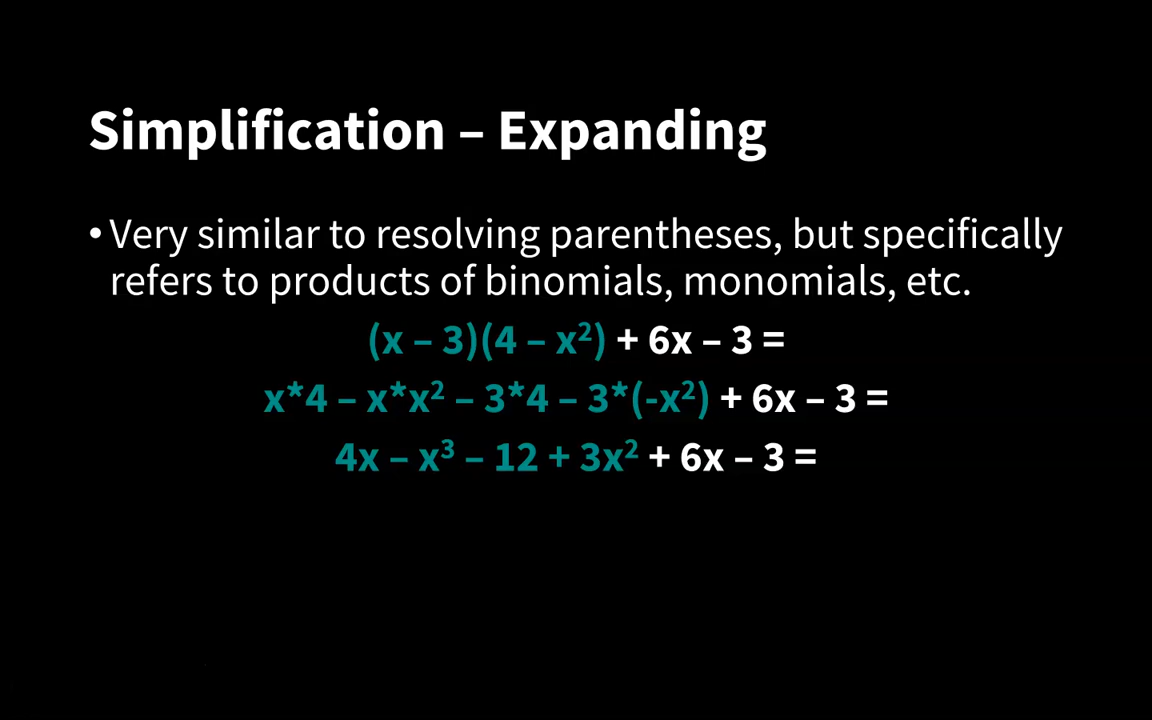 Simplification – Expanding
• Very similar to resolving parentheses, but specifically
refers to products of binomials, monomials, etc.
(x – 3)(4 – x²) + 6x – 3 =
x*4 – x*x² – 3*4 – 3*(-x²) + 6x – 3 =
4x – x³ – 12 + 3x² + 6x – 3 =